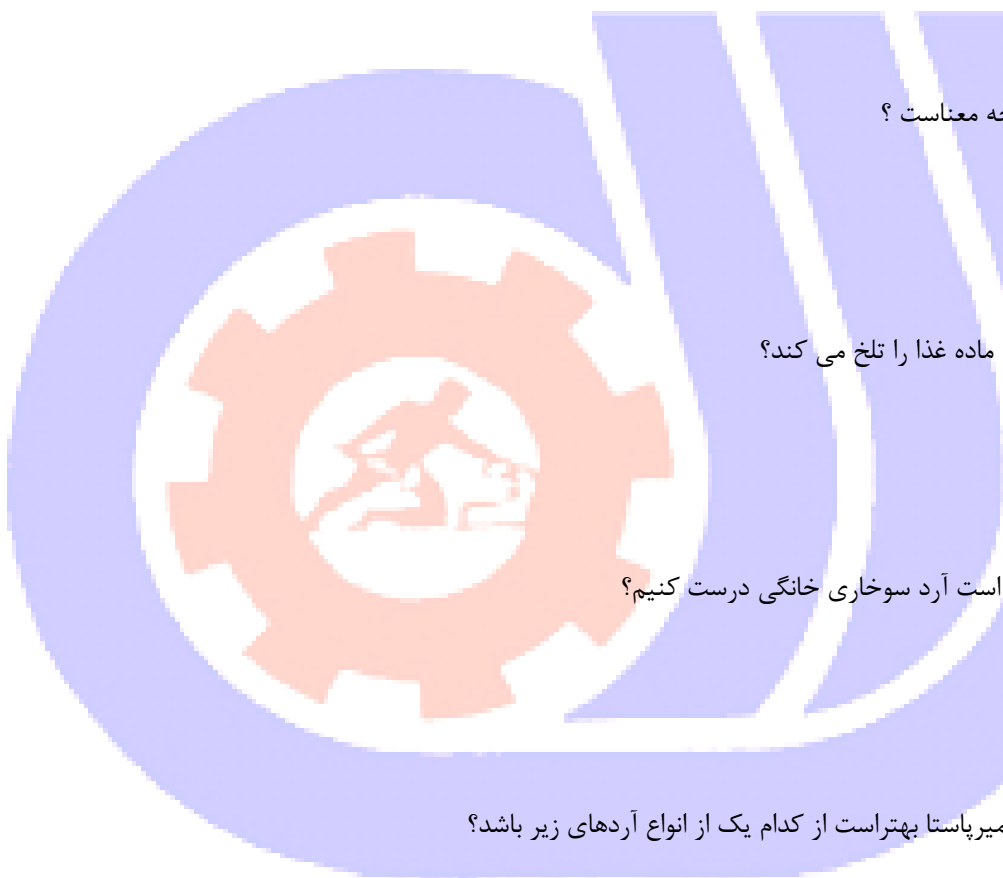 معناست ؟
ماده غذا را تلخ می کند؟
است آرد سوخاری خانگی درست کنیم؟
بهتراست از کدام یک از انواع آردهای زیر باشد؟